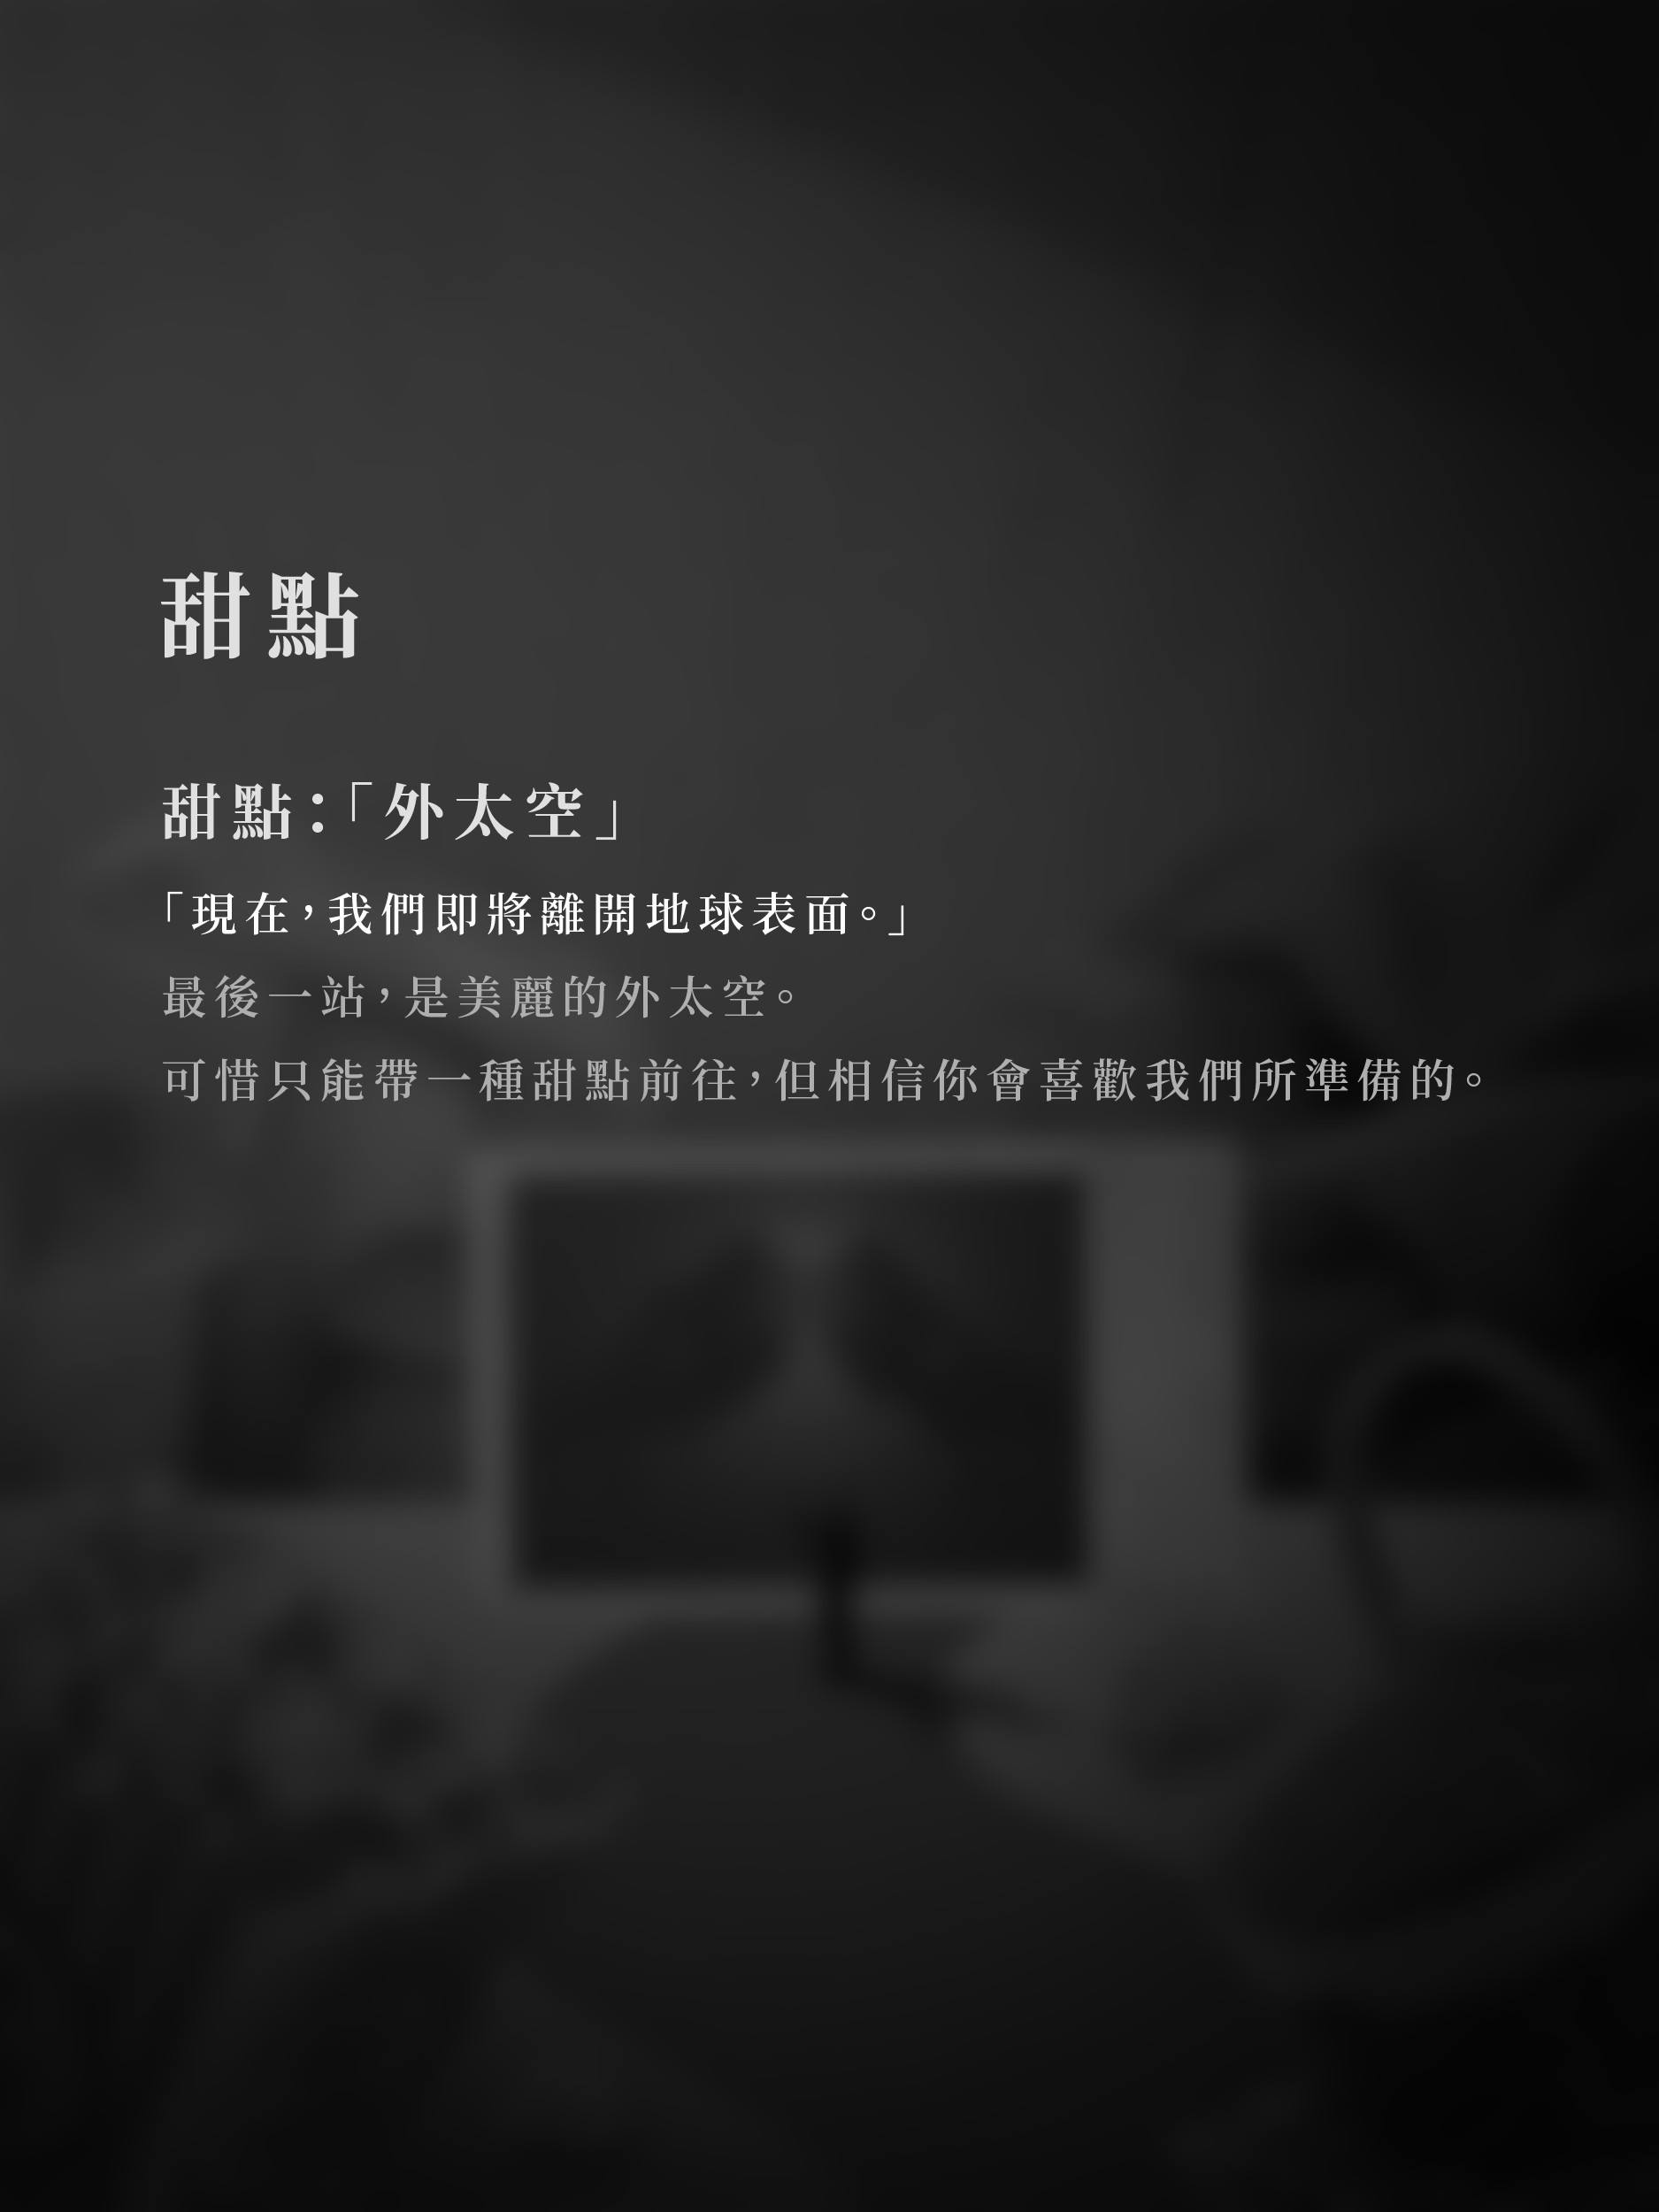 甜點
甜點：「外太空」
「現在，我們即將離開地球表面。」
最後一站，是美麗的外太空。
可惜只能帶一種甜點前往，但相信你會喜歡我們所準備的。